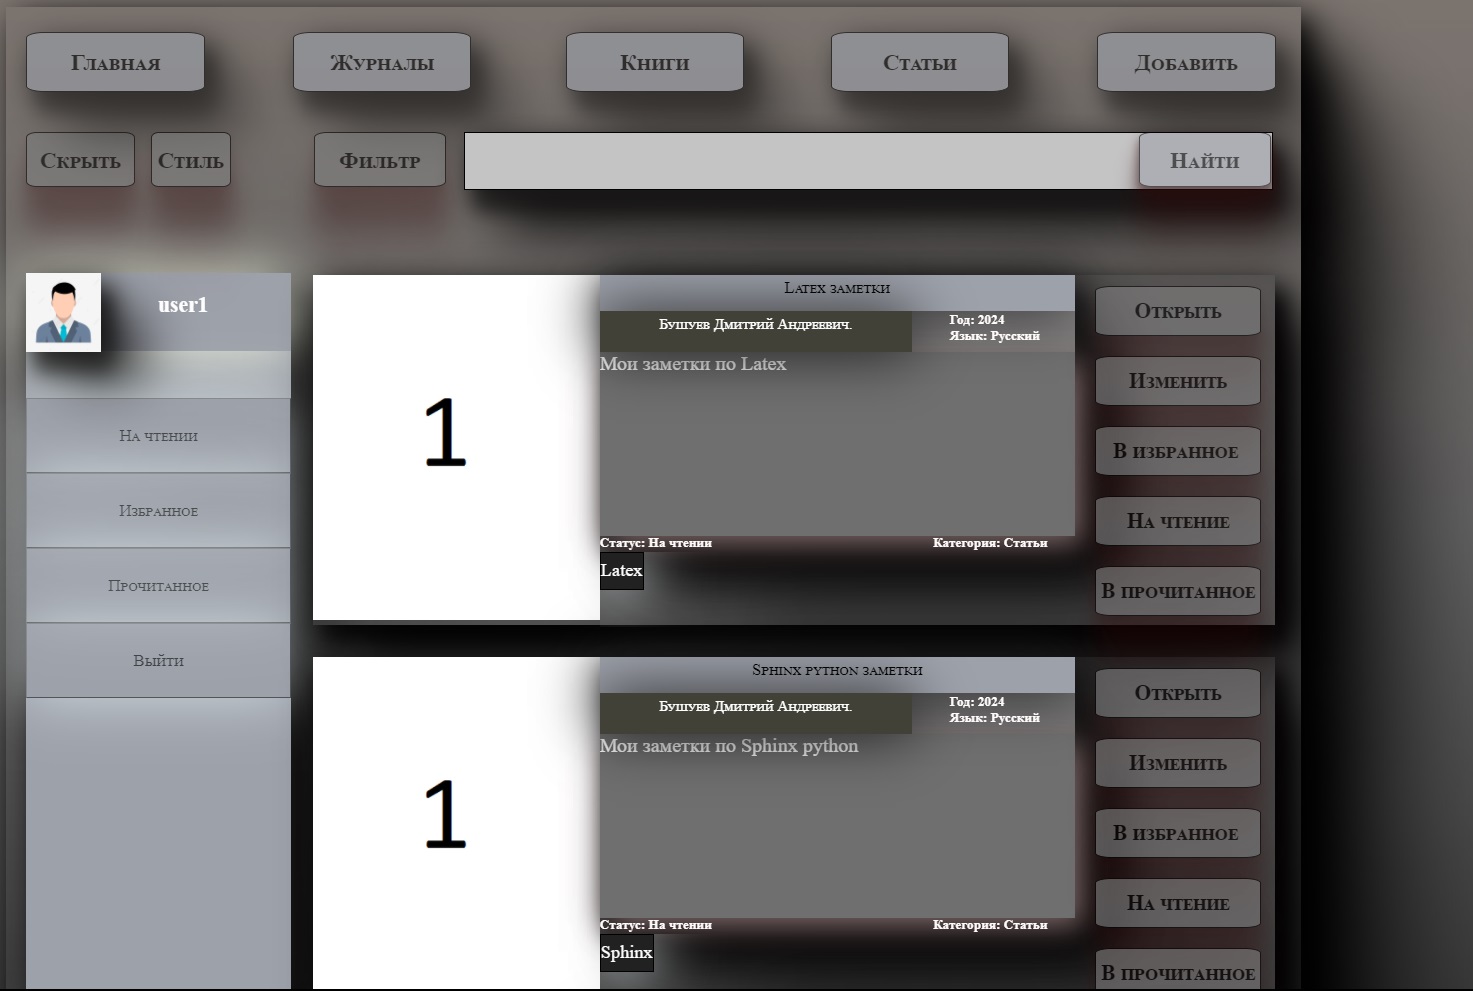 Главная
Журналы
Книги
Статьи
Добавить
Скрыть
Стиль
Фильтр
Найти
user1
На чтении
Избранное
Прочитанное
Выйти
1
Latex заметки
Бушуев Дмитрий Андреевич.
Год: 2024
Язык: Русский
Мои заметки по Latex
Статус: На чтении
Категория: Статьи
Latex
Открыть
Изменить
В избранное
На чтение
В прочитанное
1
Sphinx python заметки
Бушуев Дмитрий Андреевич.
Год: 2024
Язык: Русский
Мои заметки по Sphinx python
Статус: На чтении
Категория: Статьи
Sphinx
Открыть
Изменить
В избранное
На чтение
В прочитанное